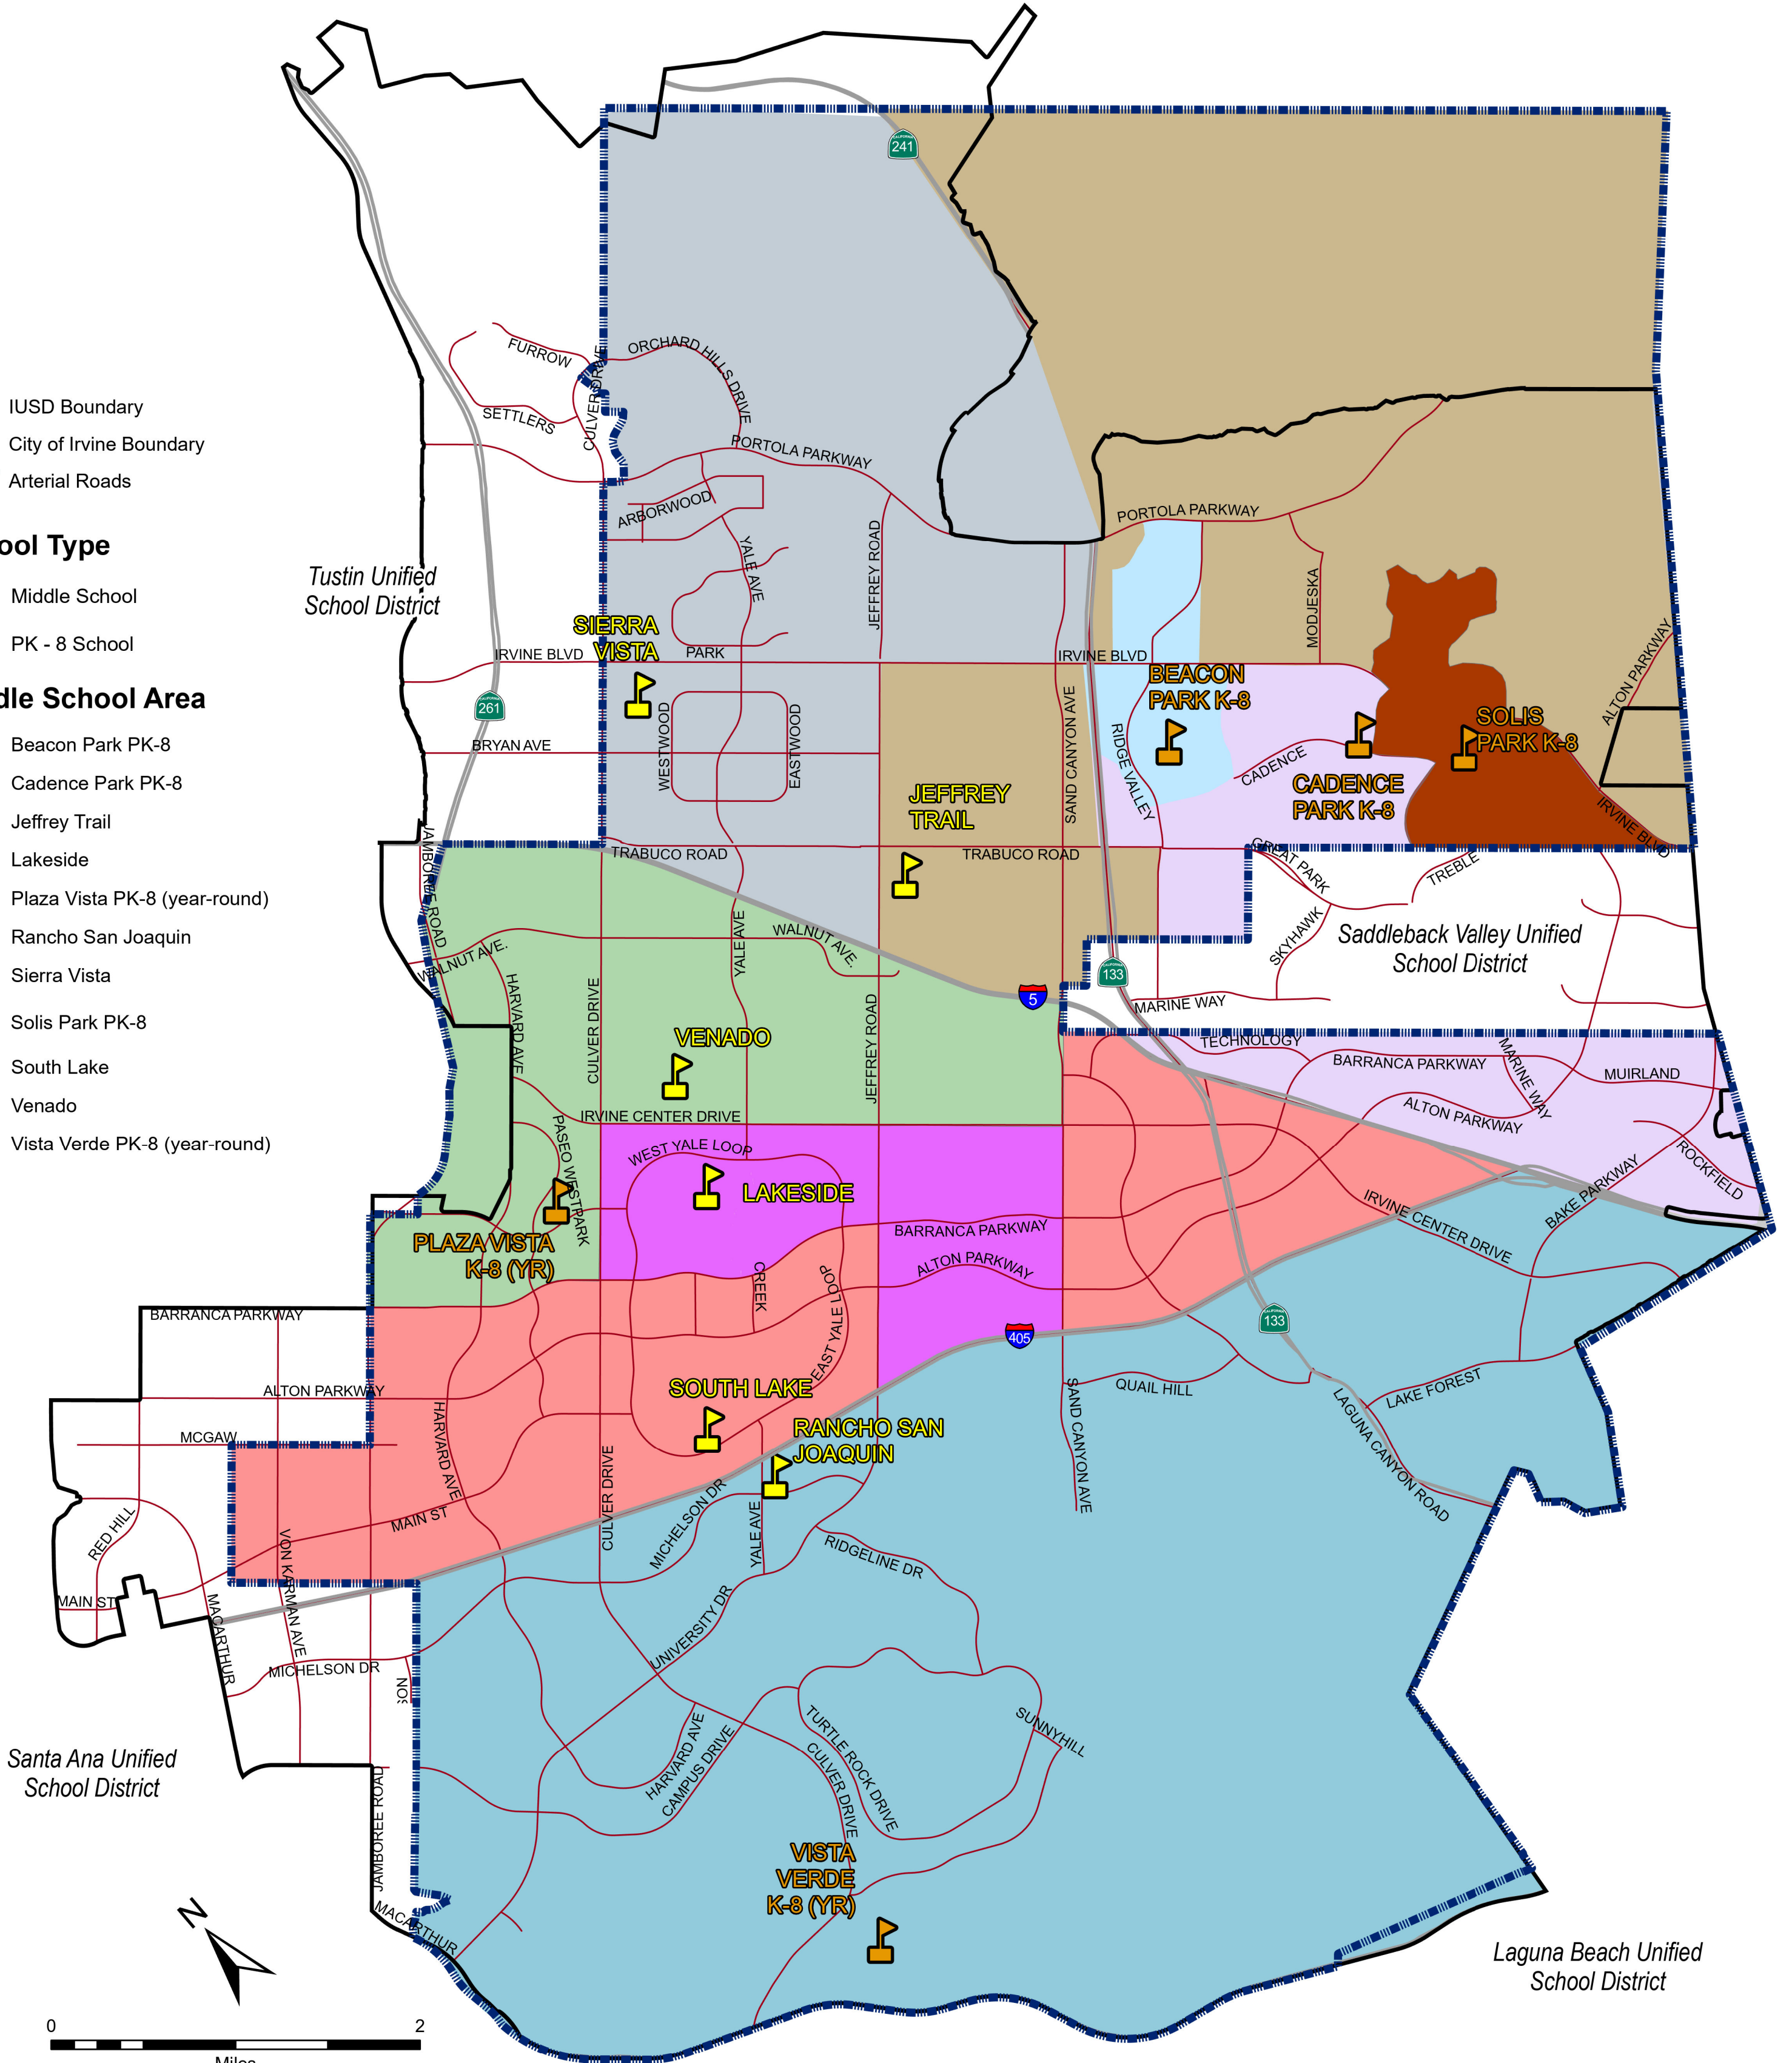 241
FURROW
ORCHARD HILLS DRIVE
CULVER DRIVE
SETTLERS
IUSD Boundary
City of Irvine Boundary
Arterial Roads
PORTOLA PARKWAY
ARBORWOOD
PORTOLA PARKWAY
ool Type
Middle School
PK - 8 School
Tustin Unified
School District
YALE AVE
JEFFREY ROAD
MODJESKA
SIERRA
VISTA
IRVINE BLVD
PARK
IRVINE BLVD
ALTON PARKWAY
dle School Area
Beacon Park PK-8
Cadence Park PK-8
Jeffrey Trail
Lakeside
Plaza Vista PK-8 (year-round)
Rancho San Joaquin
Sierra Vista
Solis Park PK-8
South Lake
Venado
Vista Verde PK-8 (year-round)
261
BEACON
PARK K-8
SOLIS
PARK K-8
BRYAN AVE
WESTWOOD
EASTWOOD
SAND CANYON AVE
RIDGE VALLEY
CADENCE
CADENCE
PARK K-8
JEFFREY
TRAIL
IRVINE BLVD
JAMBOREE ROAD
TRABUCO ROAD
TRABUCO ROAD
GREAT PARK
TREBLE
SKYHAWK
Saddleback Valley Unified
School District
WALNUT AVE.
YALE AVE
WALNUT AVE.
133
5
MARINE WAY
HARVARD AVE
CULVER DRIVE
VENADO
JEFFREY ROAD
TECHNOLOGY
BARRANCA PARKWAY
MARINE WAY
MUIRLAND
IRVINE CENTER DRIVE
ALTON PARKWAY
PASEO WESTPARK
WEST YALE LOOP
LAKESIDE
ROCKFIELD
BAKE PARKWAY
IRVINE CENTER DRIVE
BARRANCA PARKWAY
PLAZA VISTA
K-8 (YR)
ALTON PARKWAY
CREEK
EAST YALE LOOP
BARRANCA PARKWAY
405
133
ALTON PARKWAY
SOUTH LAKE
QUAIL HILL
SAND CANYON AVE
LAKE FOREST
LAGUNA CANYON ROAD
MCGAW
HARVARD AVE
RANCHO SAN
JOAQUIN
CULVER DRIVE
MICHELSON DR
YALE AVE
RED HILL
MAIN ST
VON KARMAN AVE
RIDGELINE DR
MAIN ST
MACARTHUR
UNIVERSITY DR
MICHELSON DR
SON
HARVARD AVE
CAMPUS DRIVE
TURTLE ROCK DRIVE
CULVER DRIVE
SUNNYHILL
Santa Ana Unified
School District
JAMBOREE ROAD
VISTA
VERDE
K-8 (YR)
MACARTHUR
N
Laguna Beach Unified
School District
0 2
Miles